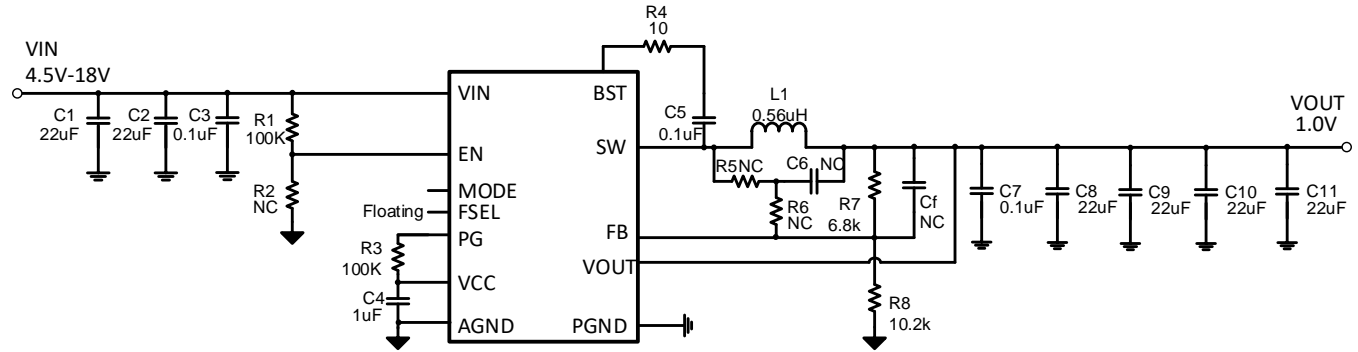 VIN
4.5V-18V
C1
22uF
C2
22uF
C3
0.1uF
R1
100K
R2
NC
Floating
R3
100K
C4
1uF
VIN
EN
MODE
FSEL
PG
VCC
AGND
BST
SW
FB
VOUT
PGND
R4
10
C5
0.1uF
L1
0.56uH
R5NC
C6 NC
R6
NC
R7
6.8k
Cf
NC
R8
10.2k
C7
0.1uF
C8
22uF
C9
22uF
C10
22uF
C11
22uF
VOUT
1.0V